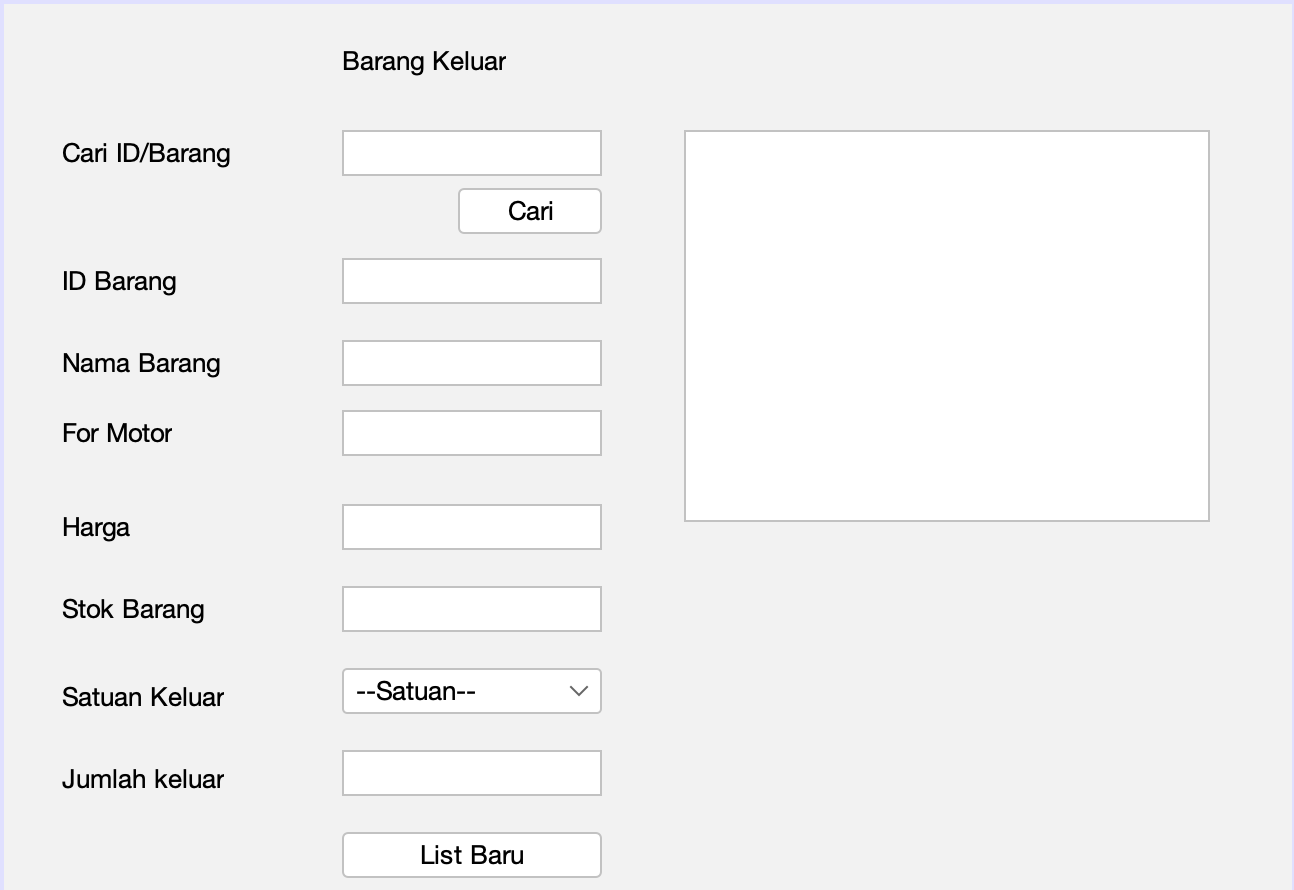 Barang Keluar
Cari ID/Barang
Cari
ID Barang
Nama Barang
For Motor
Harga
Stok Barang
Satuan Keluar
--Satuan--
Jumlah keluar
List Baru